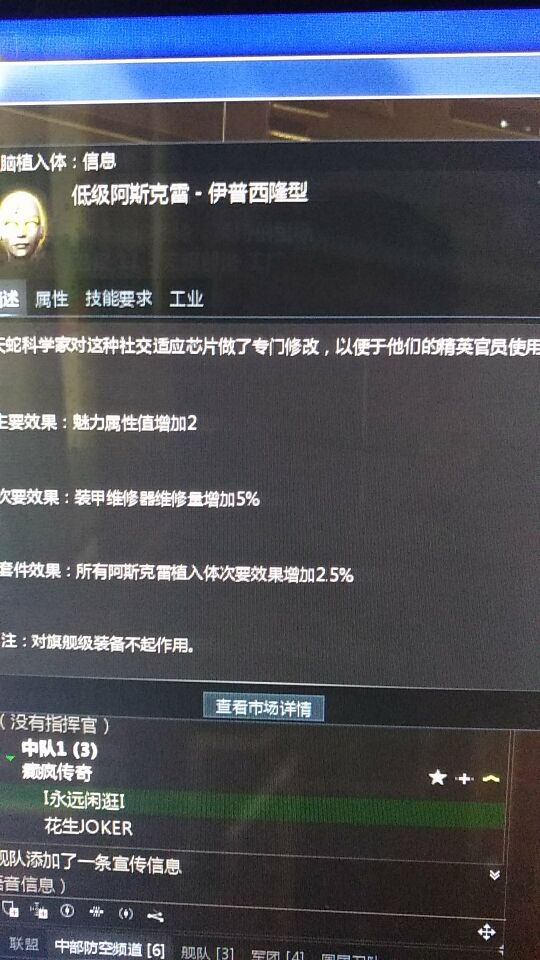 脑植入体：信息
低级阿斯克雷 - 伊普西隆型
述 属性 技能要求 工业
天蛇科学家对这种社交适应芯片做了专门修改，以便于他们的精英官员使用
主要效果：魅力属性值增加2
次要效果：装甲维修器维修量增加5%
套件效果：所有阿斯克雷植入体次要效果增加2.5%
注：对旗舰级装备不起作用。
查看市场详情
（没有指挥官）
中队1 (3)
癫疯传奇
I永远闲逛I
花生JOKER
舰队添加了一条宣传信息
语音信息）
联盟 中部防空频道 [6] 舰队 [3] 军团 [4]